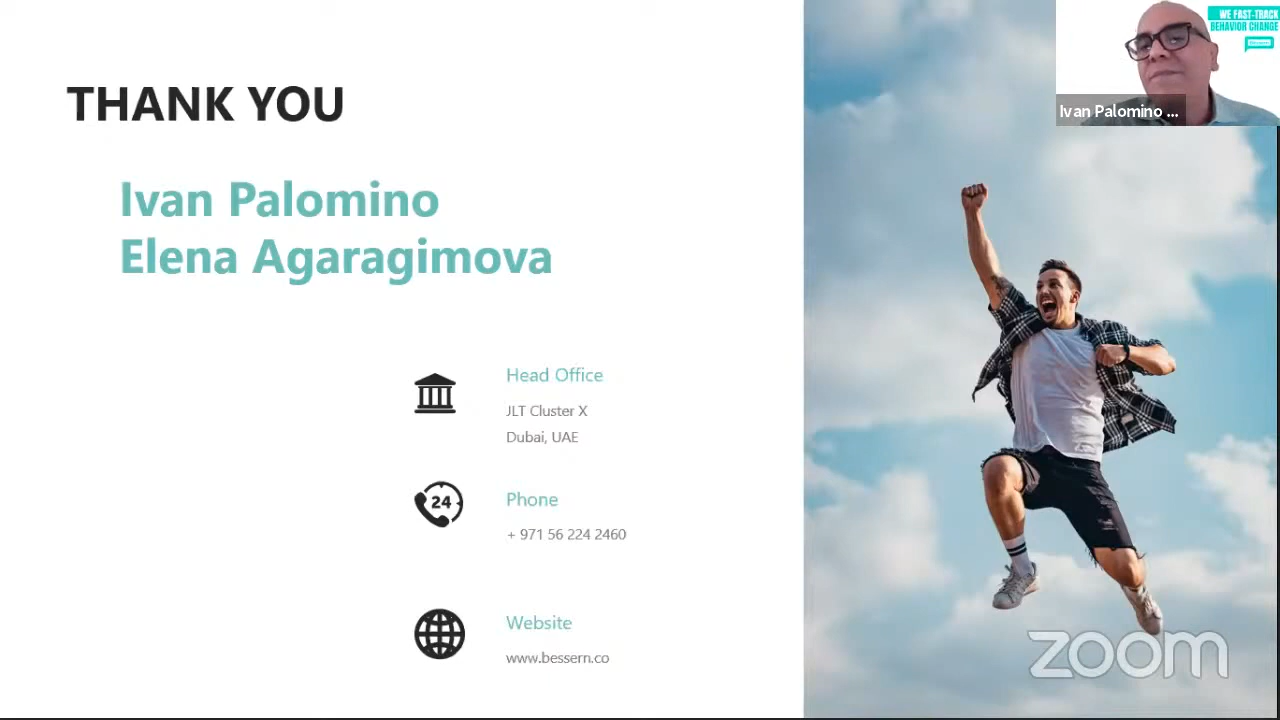 THANK YOU
Ivan Palomino
Elena Agaragimova
Head Office
JLT Cluster X
Dubai, UAE
24
Phone
+ 971 56 224 2460
Website
www.bessern.co
WE FAST-TRACK
BEHAVIOR CHANGE
Ivan Palomino ...
zoom